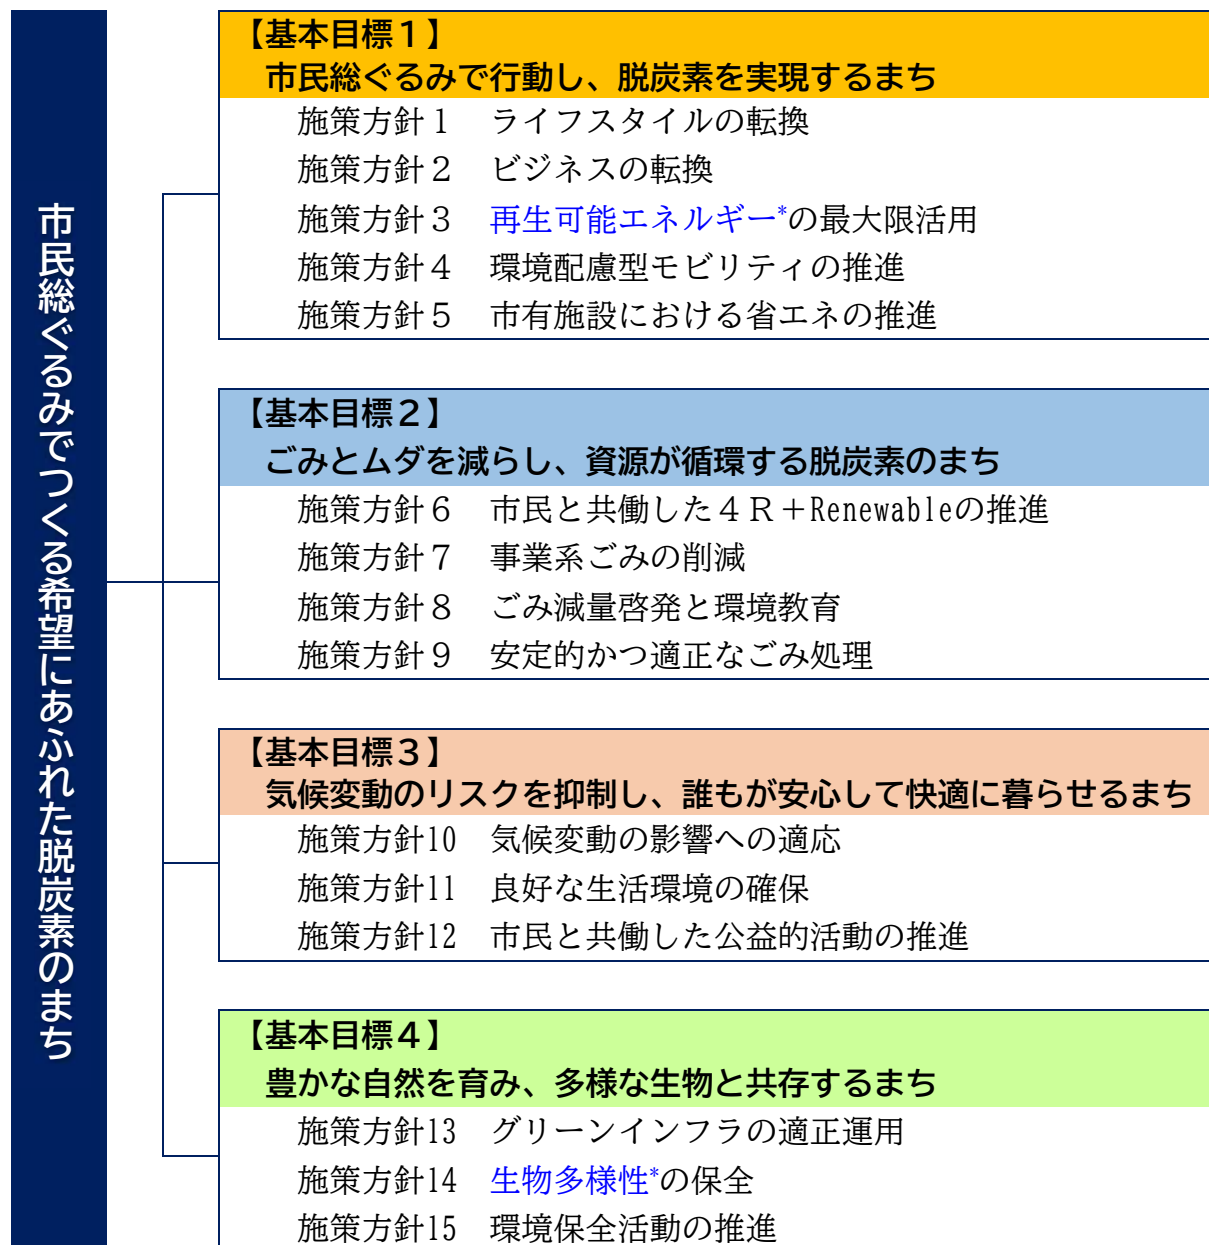 市民総ぐるみでつくる希望にあふれた脱炭素のまち
【基本目標１】
市民総ぐるみで行動し、脱炭素を実現するまち
施策方針１　ライフスタイルの転換
施策方針２　ビジネスの転換
施策方針３　再生可能エネルギー*の最大限活用
施策方針４　環境配慮型モビリティの推進
施策方針５　市有施設における省エネの推進
【基本目標２】
ごみとムダを減らし、資源が循環する脱炭素のまち
施策方針６　市民と共働した４Ｒ＋Renewableの推進
施策方針７　事業系ごみの削減
施策方針８　ごみ減量啓発と環境教育
施策方針９　安定的かつ適正なごみ処理
【基本目標３】
気候変動のリスクを抑制し、誰もが安心して快適に暮らせるまち
施策方針10　気候変動の影響への適応
施策方針11　良好な生活環境の確保
施策方針12　市民と共働した公益的活動の推進
【基本目標４】
豊かな自然を育み、多様な生物と共存するまち
施策方針13　グリーンインフラの適正運用
施策方針14　生物多様性*の保全
施策方針15　環境保全活動の推進